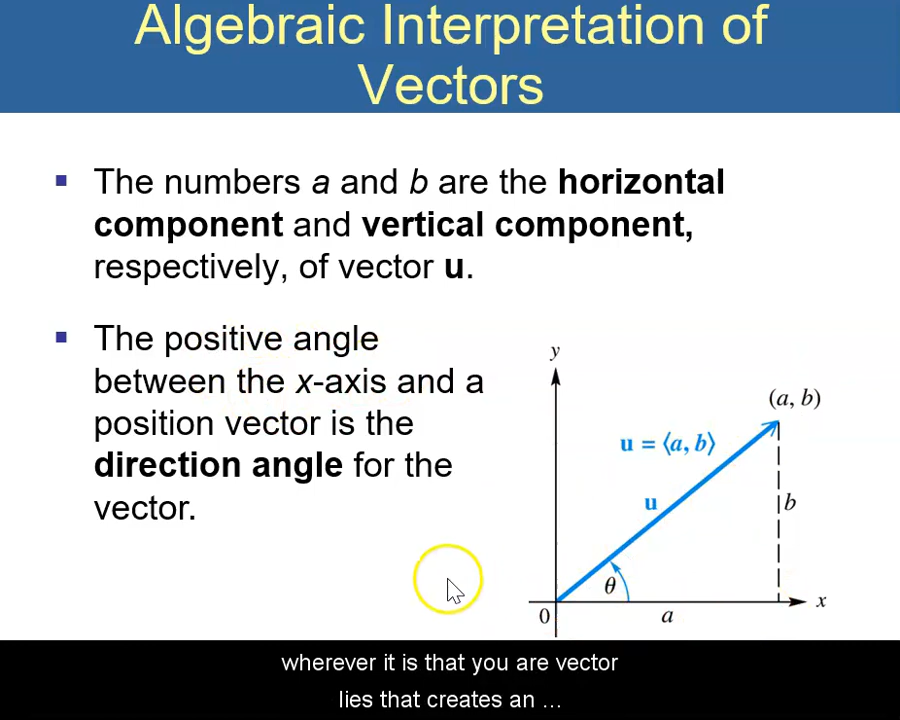 Algebraic Interpretation of
Vectors
▪ The numbers a and b are the horizontal
component and vertical component,
respectively, of vector u.
▪ The positive angle
between the x-axis and a
position vector is the
direction angle for the
vector.
y
(a, b)
u = ⟨a, b⟩
u
b
θ
x
0
a
wherever it is that you are vector
lies that creates an ...